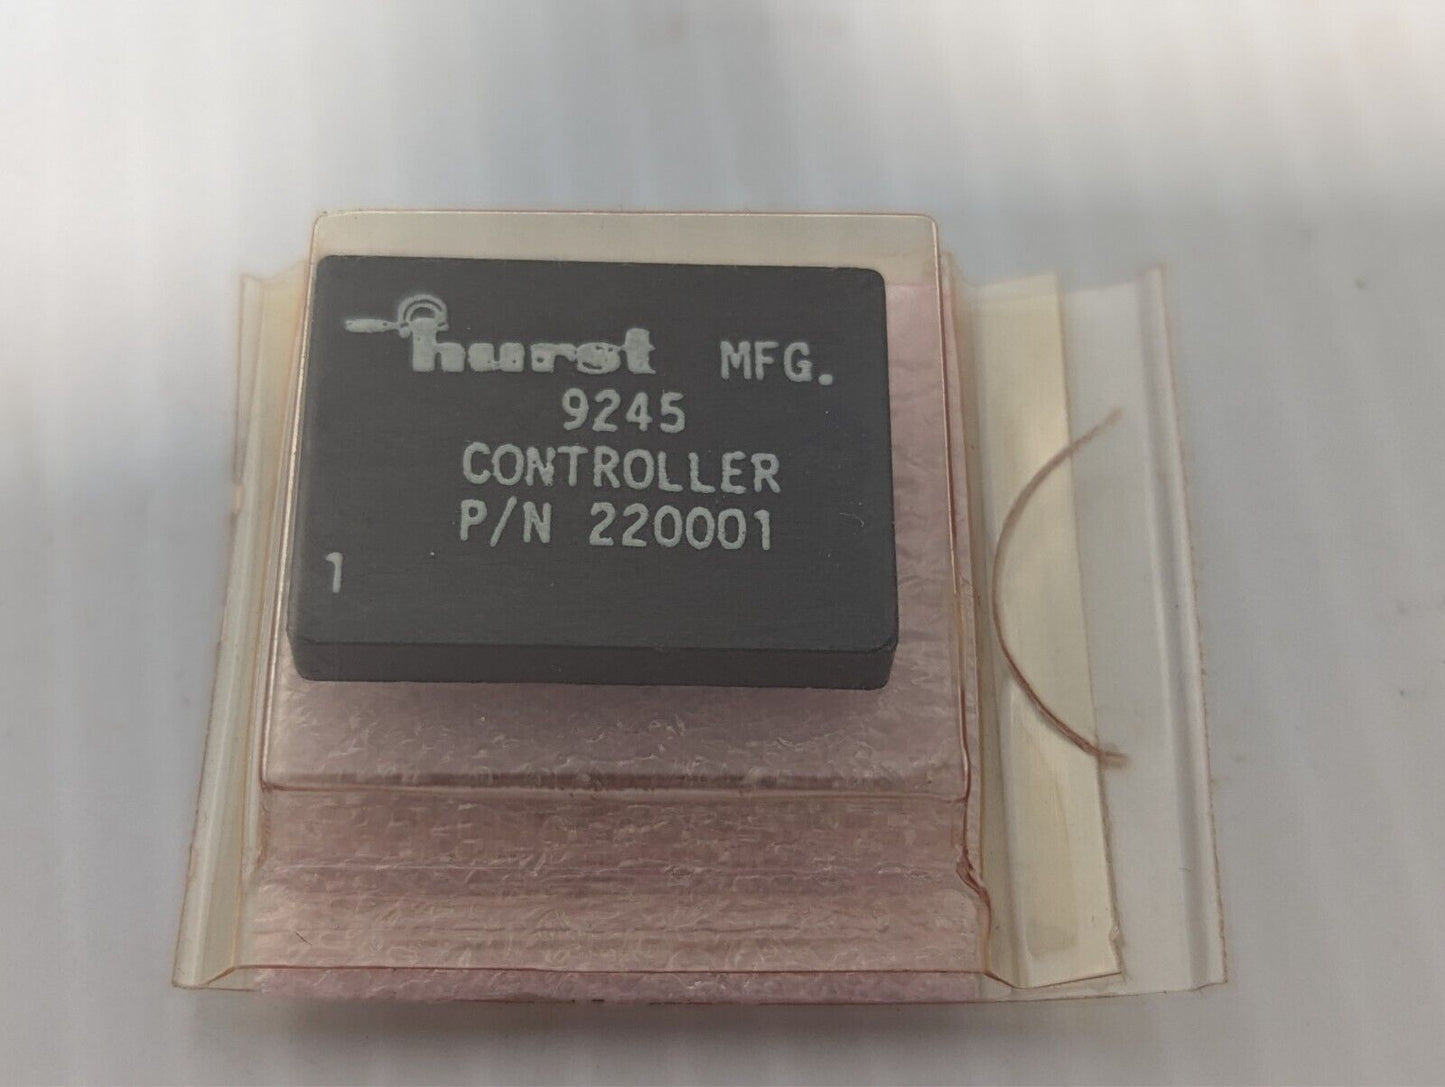 hurst MFG.
9245
CONTROLLER
P/N 220001
1